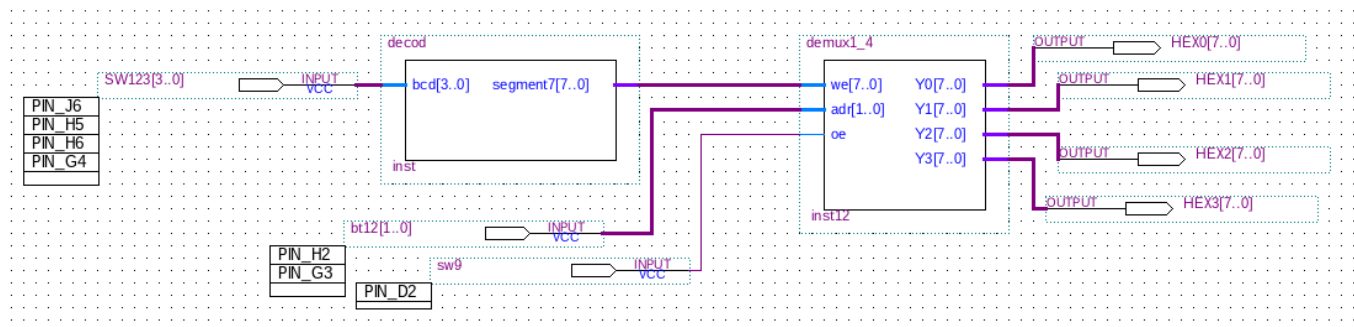 decod
demux1_4
OUTPUT HEX0[7..0]
SW123[3..0] INPUT VCC
bcd[3..0] segment7[7..0]
we[7..0] Y0[7..0]
OUTPUT HEX1[7..0]
adr[1..0] Y1[7..0]
oe Y2[7..0]
OUTPUT HEX2[7..0]
Y3[7..0]
PIN_J6
PIN_H5
PIN_H6
PIN_G4
inst
OUTPUT HEX3[7..0]
inst12
bt12[1..0] INPUT VCC
PIN_H2
PIN_G3
sw9 INPUT VCC
PIN_D2